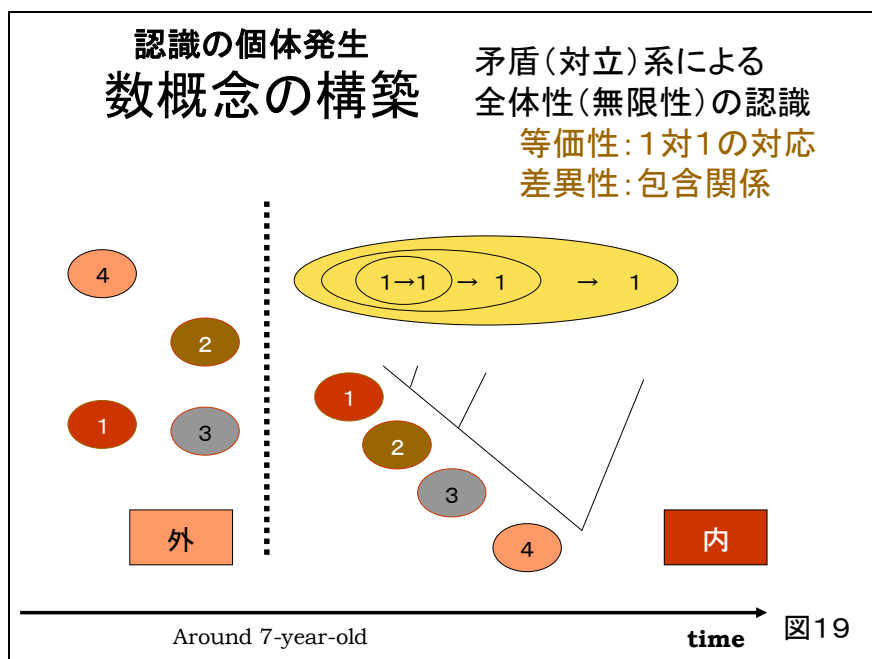 認識の個体発生
数概念の構築
矛盾(対立)系による
全体性(無限性)の認識
等価性:1対1の対応
差異性:包含関係
4
2
1
3
外
1→1 → 1 → 1
1
2
3
4
内
Around 7-year-old
time
図19